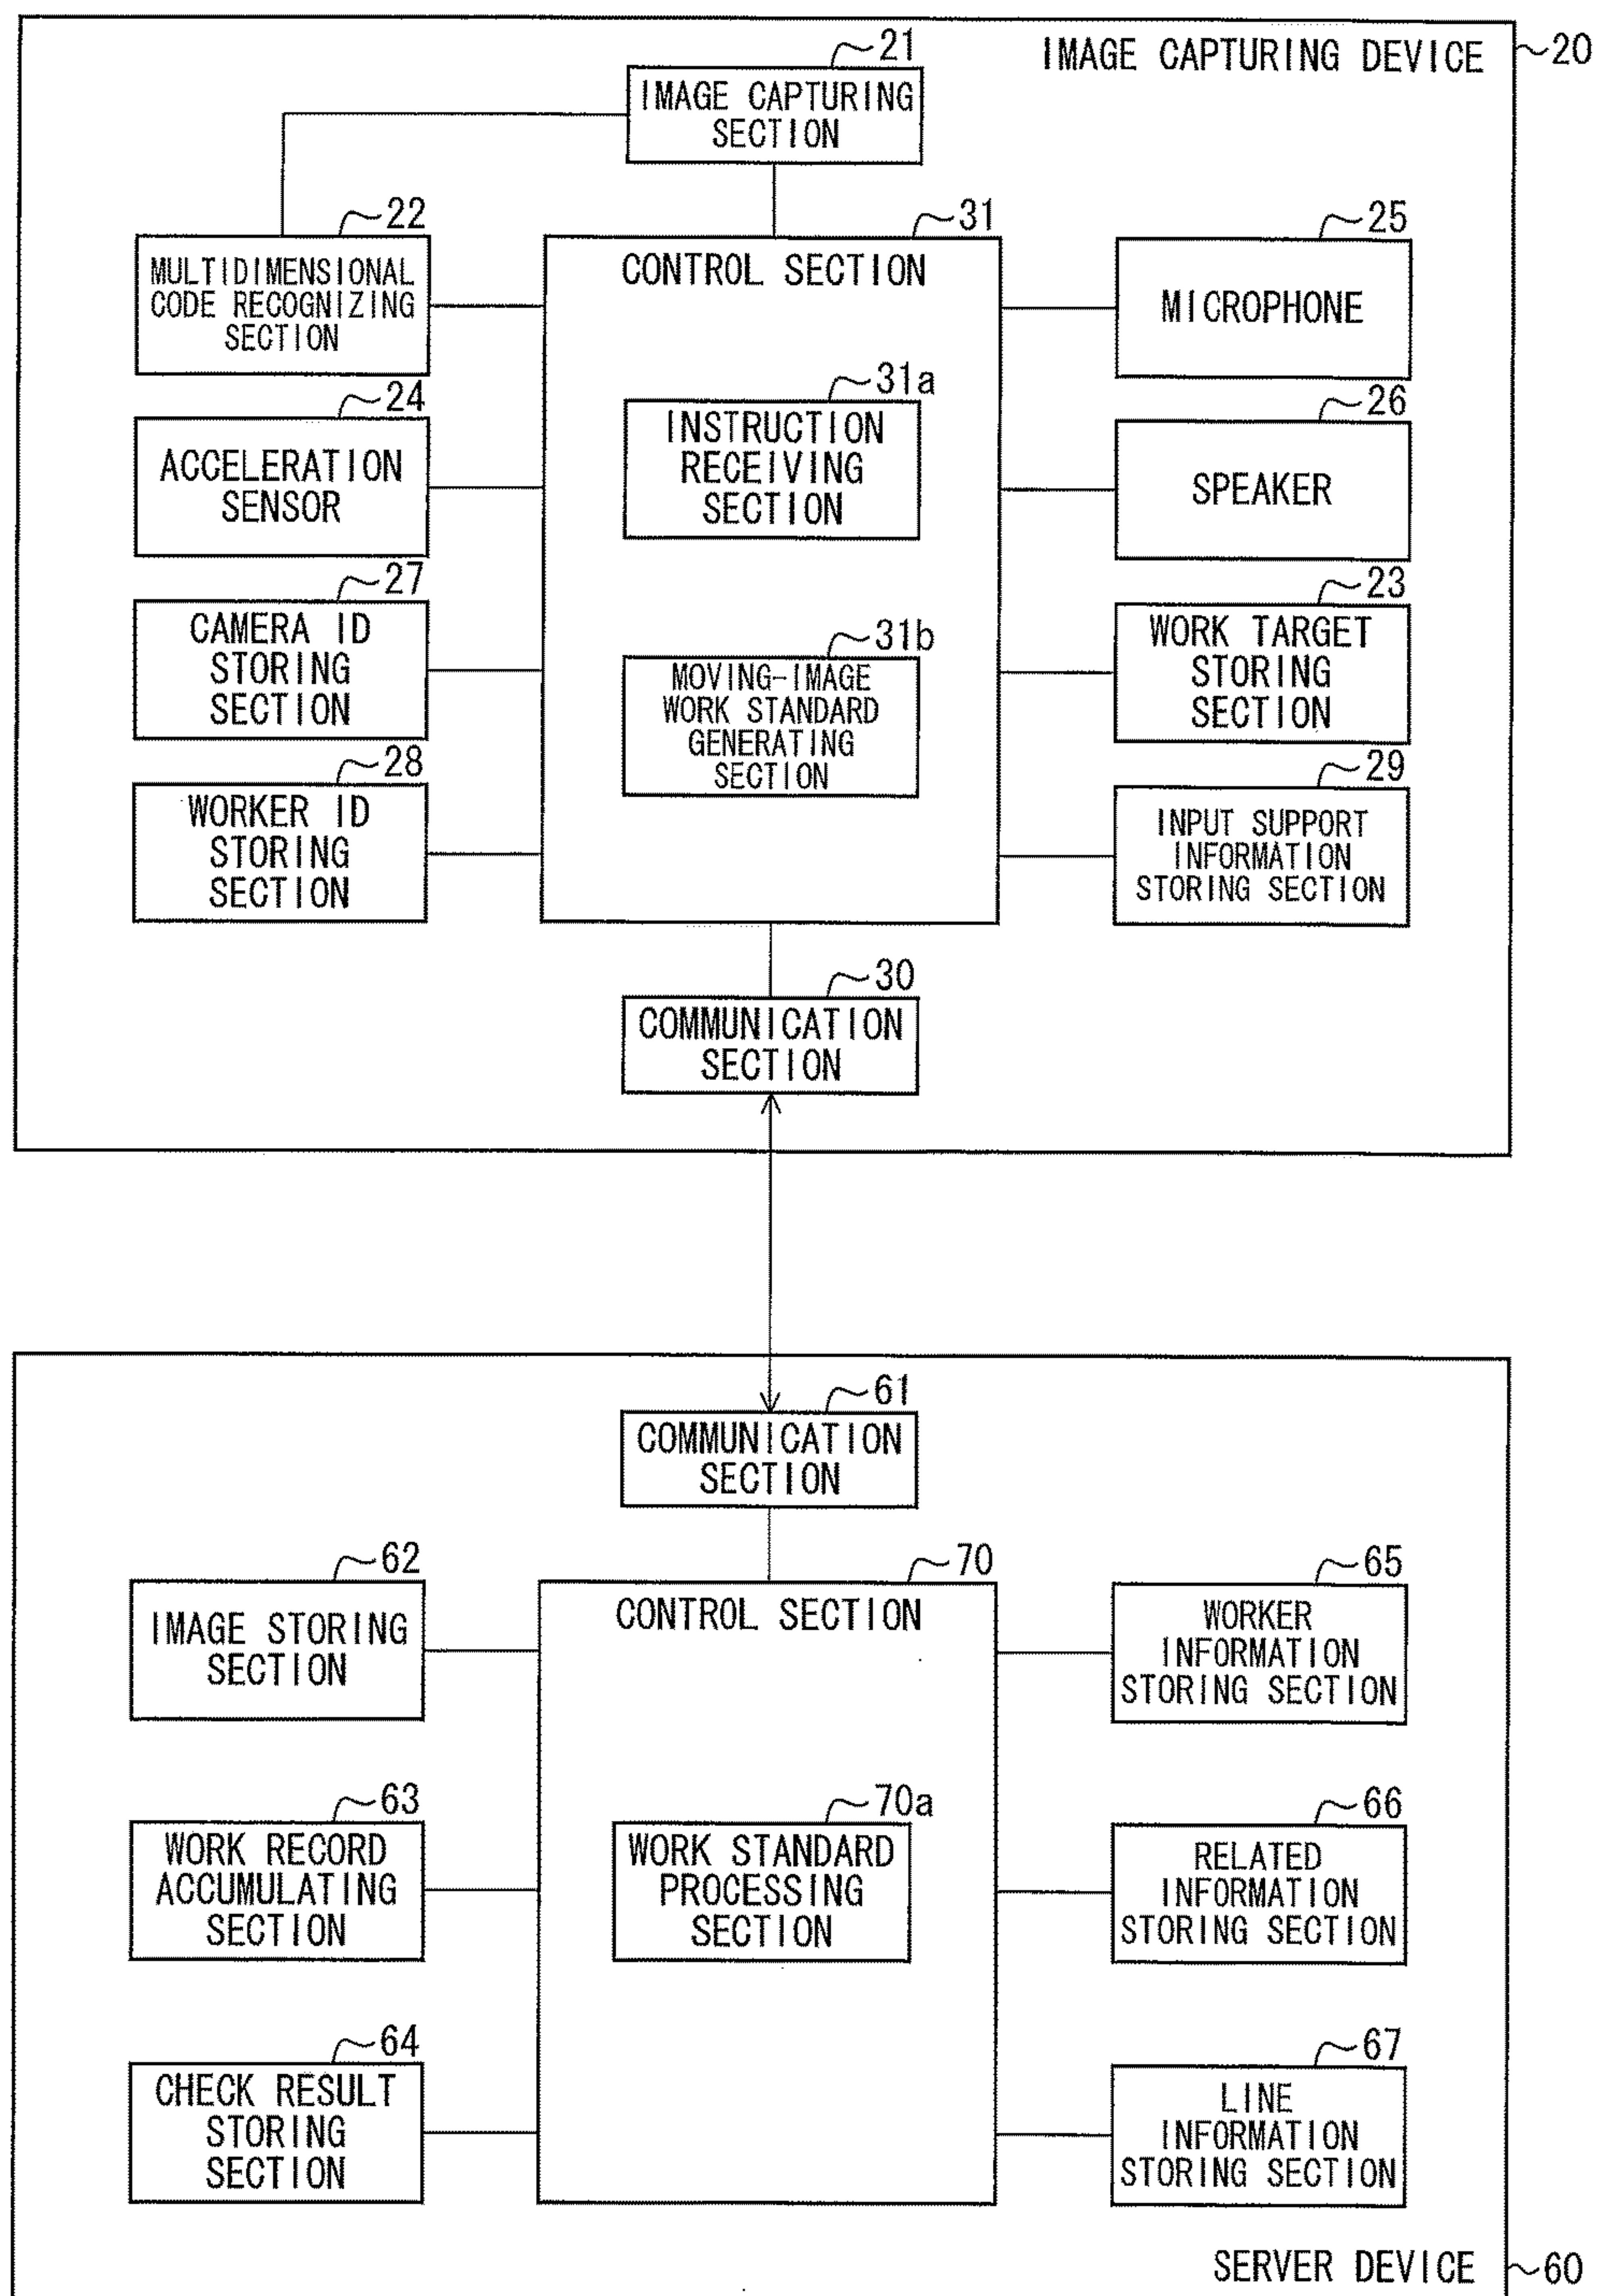 IMAGE CAPTURING DEVICE
20
21
IMAGE CAPTURING
SECTION
22
MULTIDIMENSIONAL
CODE RECOGNIZING
SECTION
31
CONTROL SECTION
25
MICROPHONE
24
ACCELERATION
SENSOR
31a
INSTRUCTION
RECEIVING
SECTION
26
SPEAKER
27
CAMERA ID
STORING
SECTION
31b
MOVING-IMAGE
WORK STANDARD
GENERATING
SECTION
23
WORK TARGET
STORING
SECTION
28
WORKER ID
STORING
SECTION
29
INPUT SUPPORT
INFORMATION
STORING SECTION
30
COMMUNICATION
SECTION
61
COMMUNICATION
SECTION
62
IMAGE STORING
SECTION
70
CONTROL SECTION
65
WORKER
INFORMATION
STORING SECTION
63
WORK RECORD
ACCUMULATING
SECTION
70a
WORK STANDARD
PROCESSING
SECTION
66
RELATED
INFORMATION
STORING SECTION
64
CHECK RESULT
STORING
SECTION
67
LINE
INFORMATION
STORING SECTION
SERVER DEVICE
60